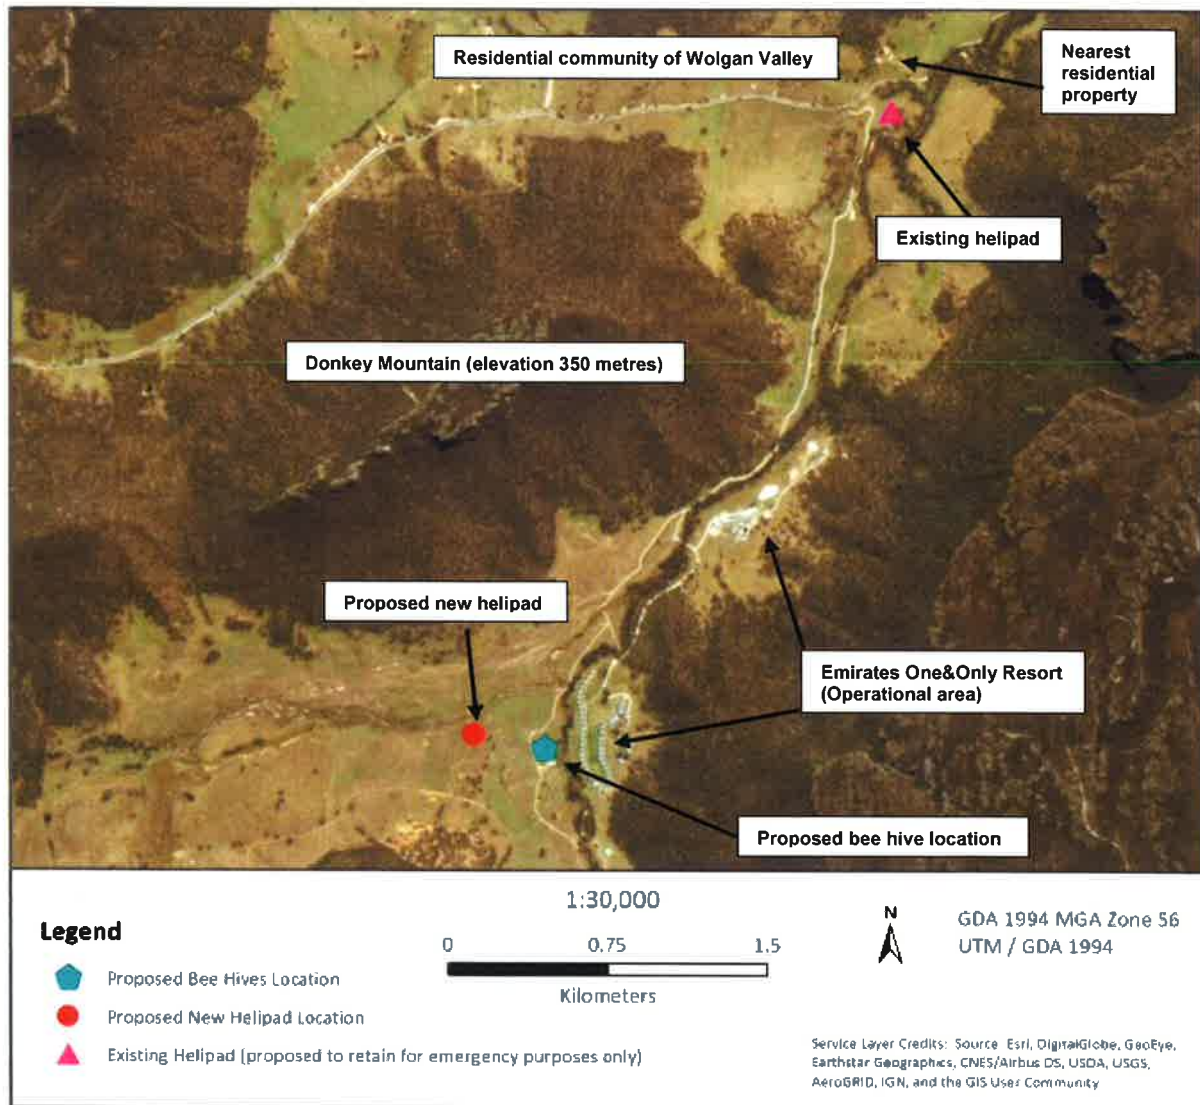 Residential community of Wolgan Valley
Nearest
residential
property
Existing helipad
Donkey Mountain (elevation 350 metres)
Proposed new helipad
Emirates One&Only Resort
(Operational area)
Proposed bee hive location
1:30,000
Legend
0 0.75 1.5
Kilometers
N
GDA 1994 MGA Zone 56
UTM / GDA 1994
Proposed Bee Hives Location
Proposed New Helipad Location
Existing Helipad (proposed to retain for emergency purposes only)
Service Layer Credits: Source Esri, DigitalGlobe, GeoEye,
Earthstar Geographics, CNES/Airbus DS, USDA, USGS,
AeroGRID, IGN, and the GIS User Community